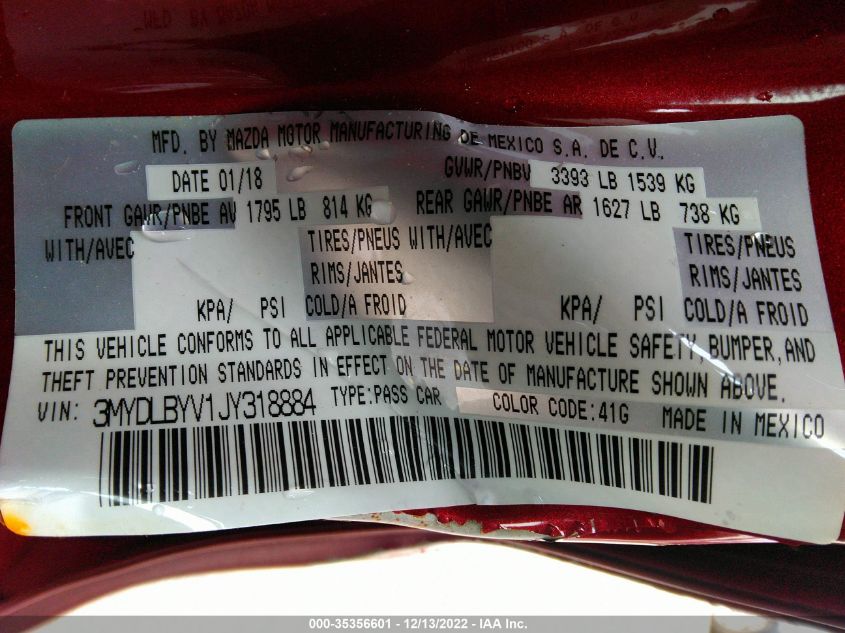 MFD. BY MAZDA MOTOR MANUFACTURING DE MEXICO S.A. DE C.V.
DATE 01/18 GVWR/PNBV 3393 LB 1539 KG
FRONT GAWR/PNBE AV 1795 LB 814 KG REAR GAWR/PNBE AR 1627 LB 738 KG
WITH/AVEC TIRES/PNEUS WITH/AVEC TIRES/PNEUS
RIMS/JANTES RIMS/JANTES
KPA/ PSI COLD/A FROID KPA/ PSI COLD/A FROID
THIS VEHICLE CONFORMS TO ALL APPLICABLE FEDERAL MOTOR VEHICLE SAFETY, BUMPER, AND
THEFT PREVENTION STANDARDS IN EFFECT ON THE DATE OF MANUFACTURE SHOWN ABOVE.
VIN: 3MYDLBYV1JY318884 TYPE:PASS CAR COLOR CODE:41G MADE IN MEXICO
000-35356601 - 12/13/2022 - IAA Inc.